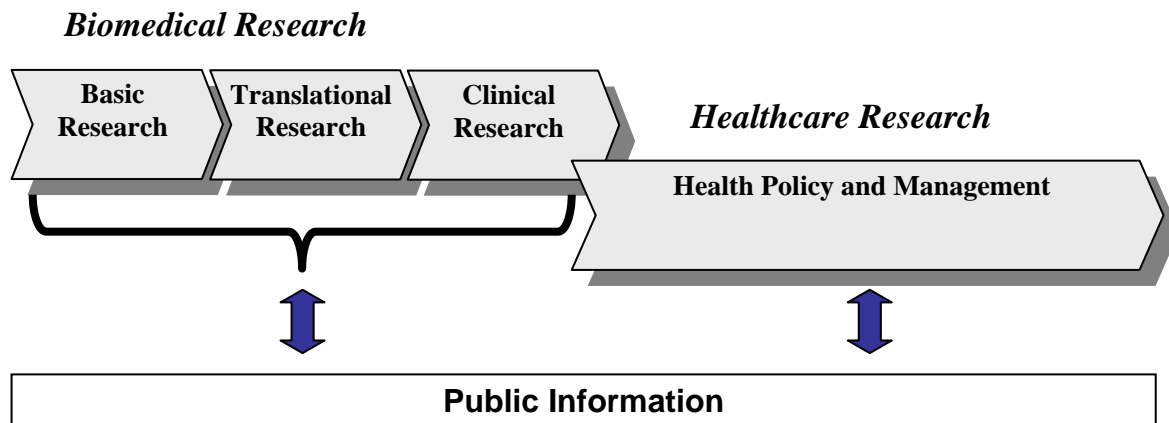 Biomedical Research
Basic
Research
Translational
Research
Clinical
Research
Healthcare Research
Health Policy and Management
Public Information